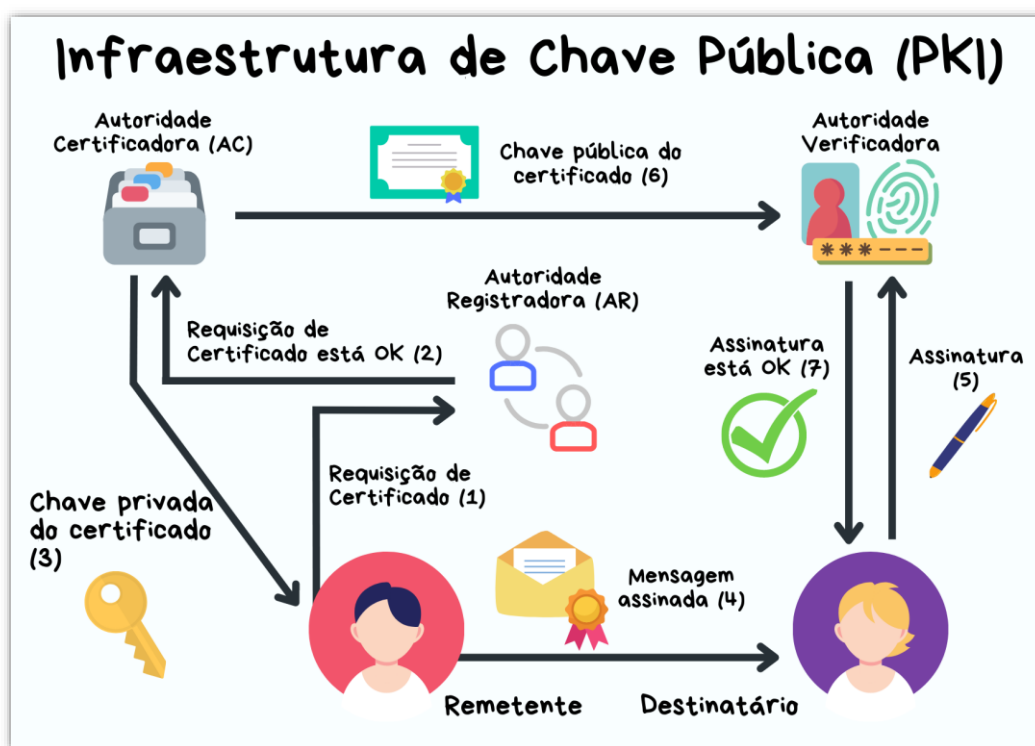 Infraestrutura de Chave Pública (PKI)
Autoridade
Certificadora (AC)
Chave pública do
certificado (6)
Autoridade
Verificadora
***---
Autoridade
Registradora (AR)
Requisição de
Certificado está OK (2)
Assinatura
está OK (7)
Assinatura
(5)
Requisição de
Certificado (1)
Chave privada
do certificado
(3)
Mensagem
assinada (4)
Remetente
Destinatário